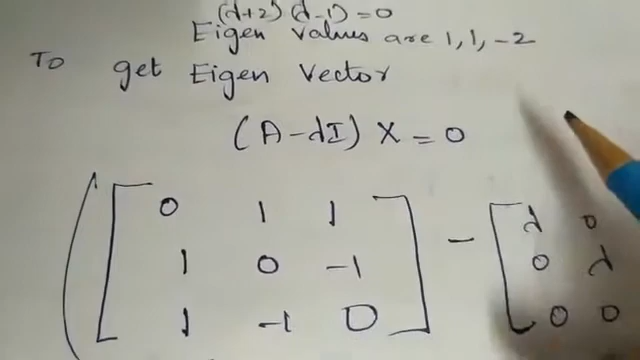 (λ+2) (λ-1) = 0
Eigen Values are 1, 1, -2
To get Eigen Vector
(A-λI) X = 0
( [ 0 1 1 ] - [ λ 0
1 0 -1 0 λ
1 -1 0 0 0